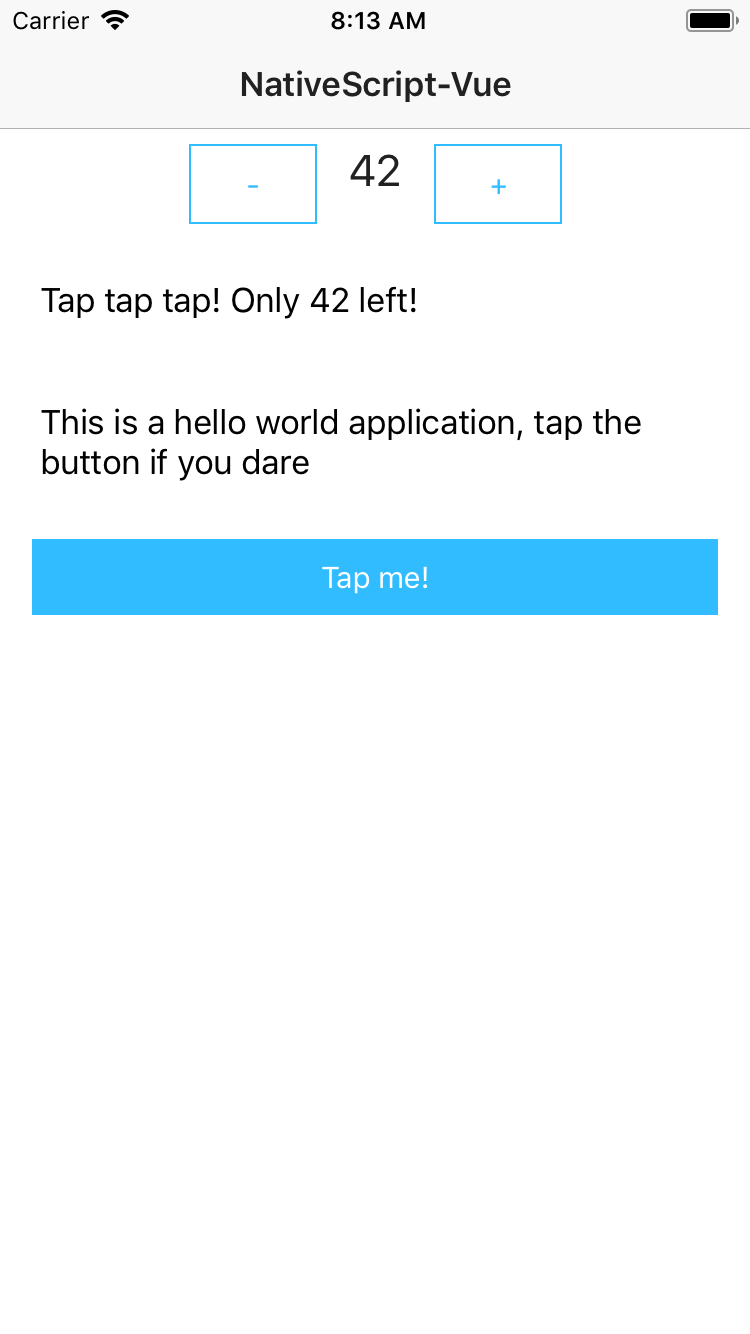 Carrier 8:13 AM
NativeScript-Vue
- 42 +
Tap tap tap! Only 42 left!
This is a hello world application, tap the
button if you dare
Tap me!